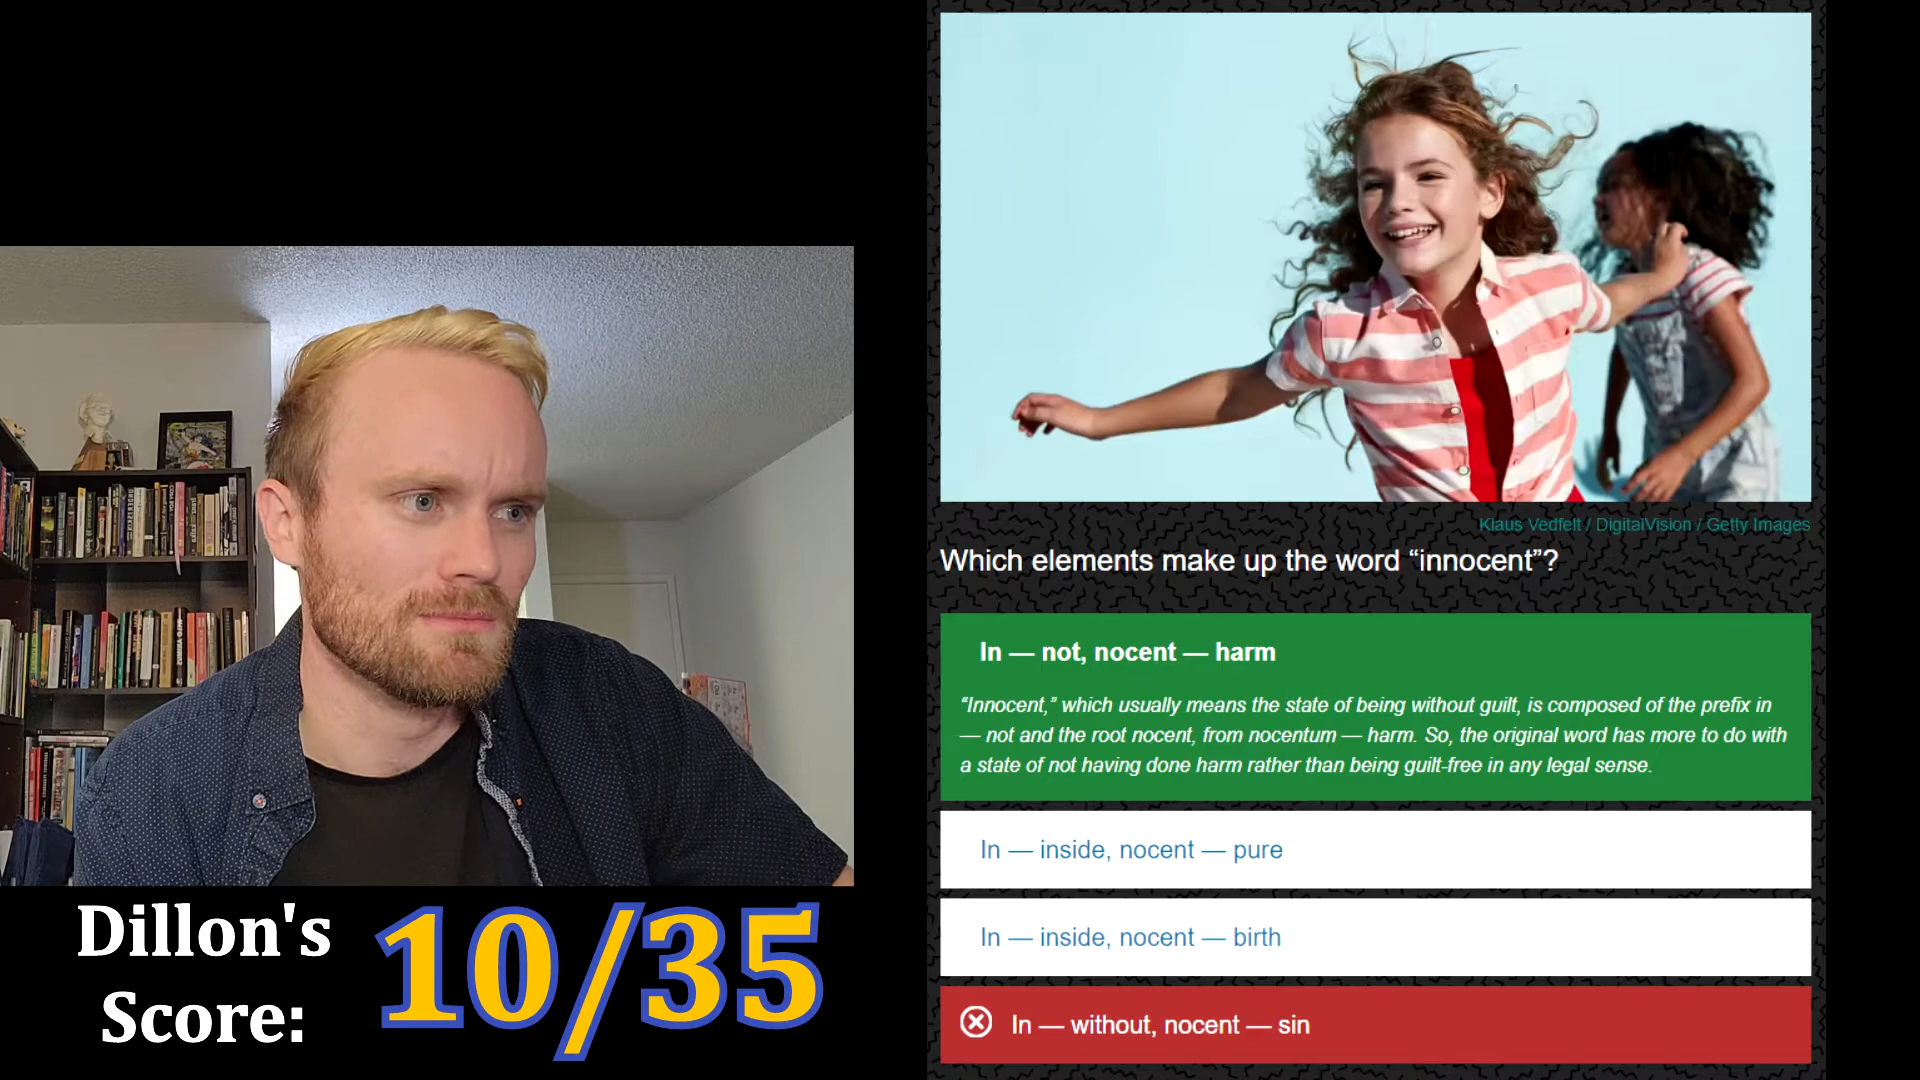 Klaus Vedfelt / DigitalVision / Getty Images
Which elements make up the word “innocent”?
In — not, nocent — harm
“Innocent,” which usually means the state of being without guilt, is composed of the prefix in
— not and the root nocent, from nocentum — harm. So, the original word has more to do with
a state of not having done harm rather than being guilt-free in any legal sense.
In — inside, nocent — pure
In — inside, nocent — birth
In — without, nocent — sin
Dillon's
Score:
10/35